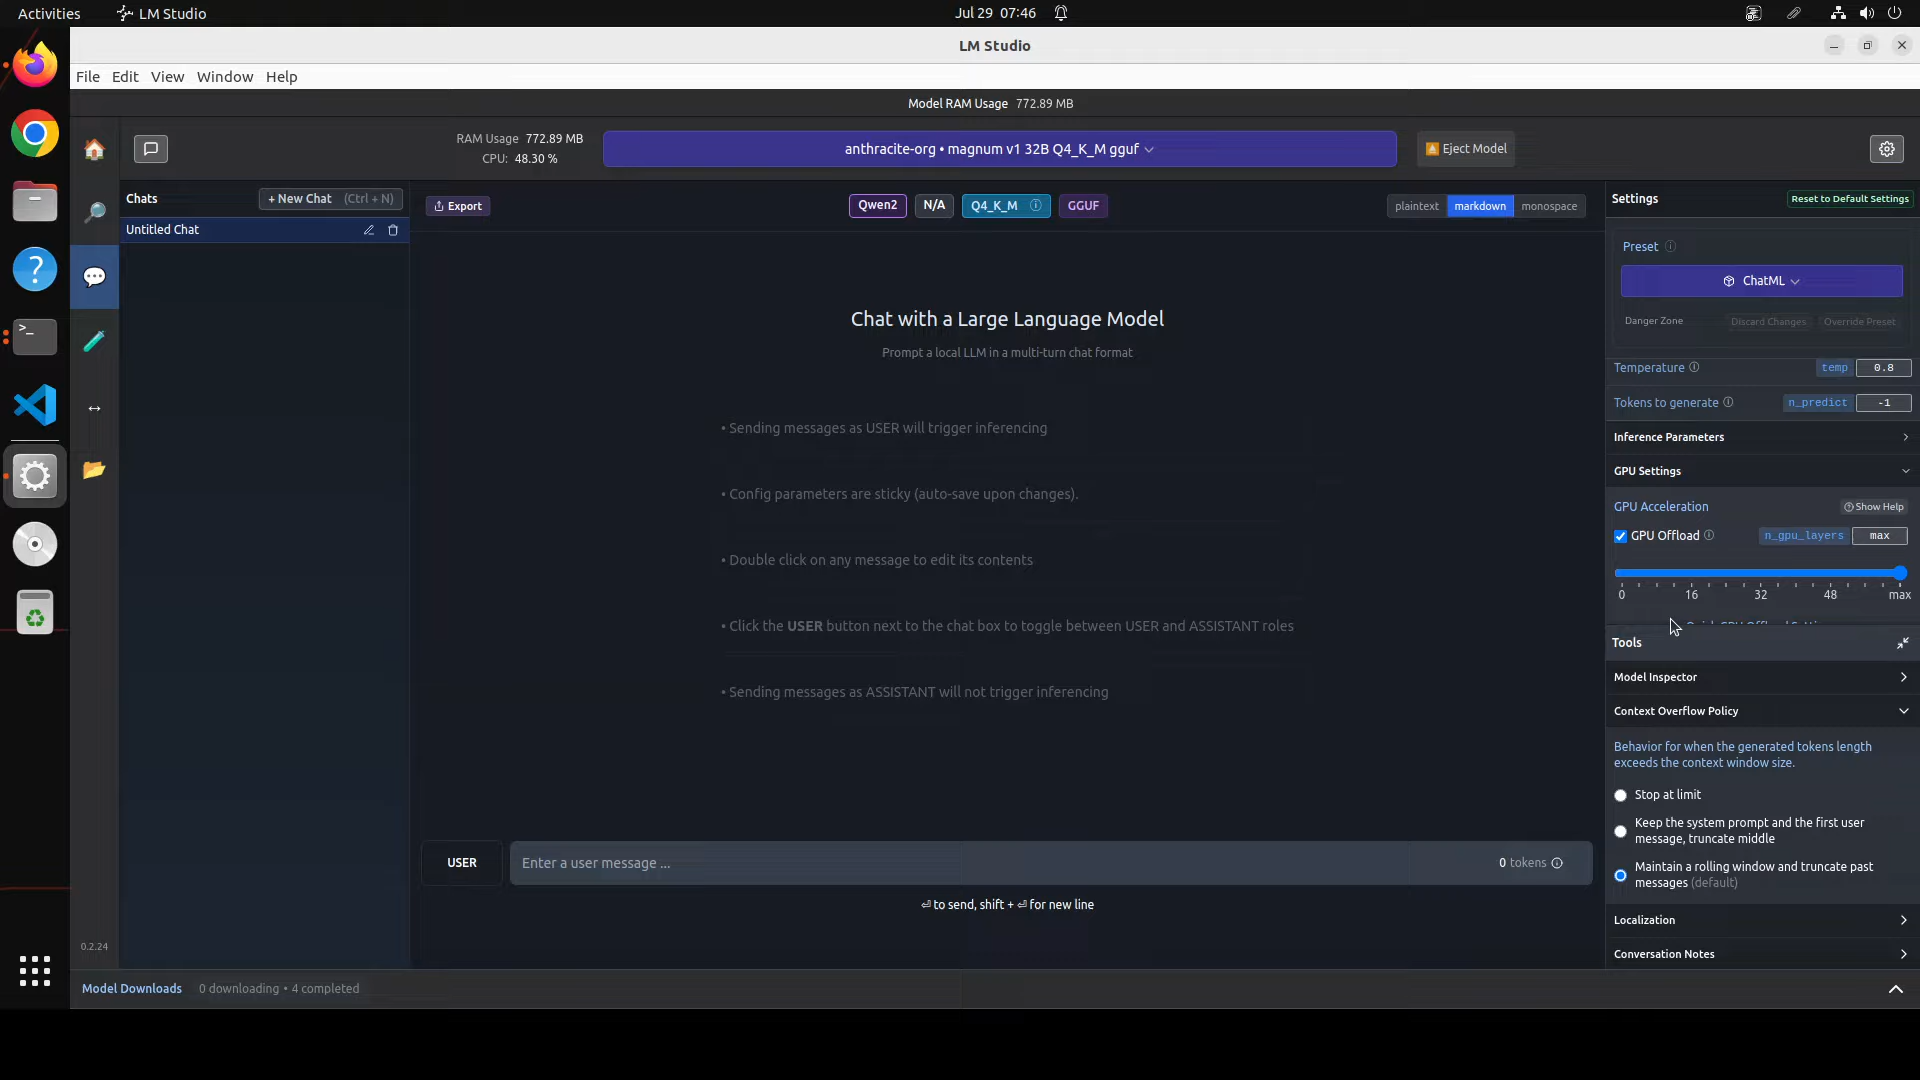 Activities
LM Studio
Jul 29 07:46
LM Studio
File Edit View Window Help
Model RAM Usage 772.89 MB
RAM Usage 772.89 MB
CPU: 48.30 %
anthracite-org • magnum v1 32B Q4_K_M gguf
Eject Model
Chats
+ New Chat (Ctrl + N)
Untitled Chat
Export
Qwen2
N/A
Q4_K_M
GGUF
plaintext
markdown
monospace
Chat with a Large Language Model
Prompt a local LLM in a multi-turn chat format
• Sending messages as USER will trigger inferencing
• Config parameters are sticky (auto-save upon changes).
• Double click on any message to edit its contents
• Click the USER button next to the chat box to toggle between USER and ASSISTANT roles
• Sending messages as ASSISTANT will not trigger inferencing
USER
Enter a user message ...
0 tokens
⏎ to send, shift + ⏎ for new line
Settings
Reset to Default Settings
Preset
ChatML
Danger Zone
Discard Changes
Override Preset
Temperature
temp
0.8
Tokens to generate
n_predict
-1
Inference Parameters
GPU Settings
GPU Acceleration
Show Help
GPU Offload
n_gpu_layers
max
0 16 32 48 max
Tools
Model Inspector
Context Overflow Policy
Behavior for when the generated tokens length
exceeds the context window size.
Stop at limit
Keep the system prompt and the first user
message, truncate middle
Maintain a rolling window and truncate past
messages (default)
Localization
Conversation Notes
0.2.24
Model Downloads
0 downloading • 4 completed